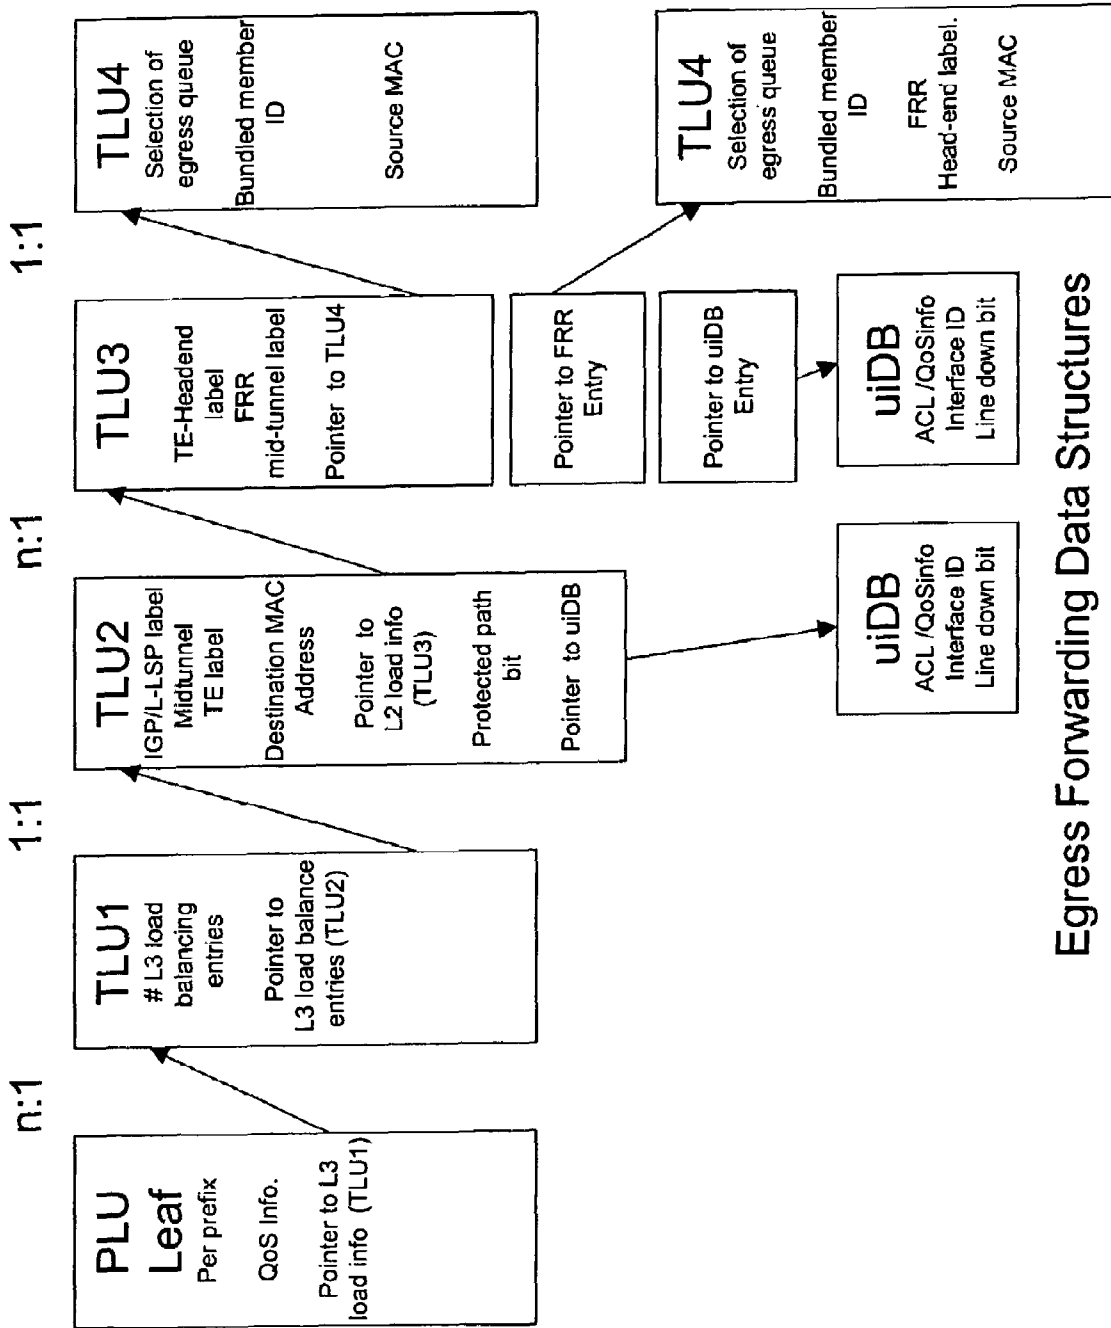 n:1
1:1
n:1
1:1
PLU
Leaf
Per prefix
QoS Info.
Pointer to L3
load info (TLU1)
TLU1
# L3 load
balancing
entries
Pointer to
L3 load balance
entries (TLU2)
TLU2
IGP/L-LSP label
Midtunnel
TE label
Destination MAC
Address
Pointer to
L2 load info
(TLU3)
Protected path
bit
Pointer to uiDB
TLU3
TE-Headend
label
FRR
mid-tunnel label
Pointer to TLU4
Pointer to FRR
Entry
Pointer to uiDB
Entry
TLU4
Selection of
egress queue
Bundled member
ID
Source MAC
TLU4
Selection of
egress queue
Bundled member
ID
FRR
Head-end label.
Source MAC
uiDB
ACL /QoSinfo
Interface ID
Line down bit
uiDB
ACL /QoSinfo
Interface ID
Line down bit
Egress Forwarding Data Structures